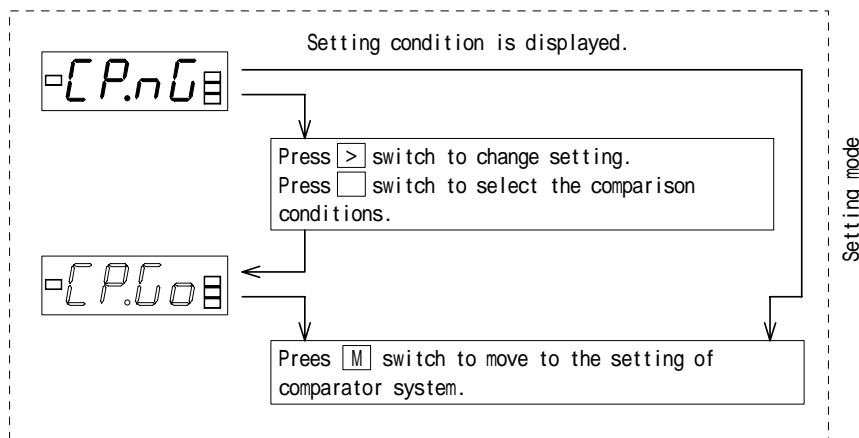 Setting condition is displayed.
CP.nG
Press > switch to change setting.
Press switch to select the comparison
conditions.
CP.Go
Prees M switch to move to the setting of
comparator system.
Setting mode